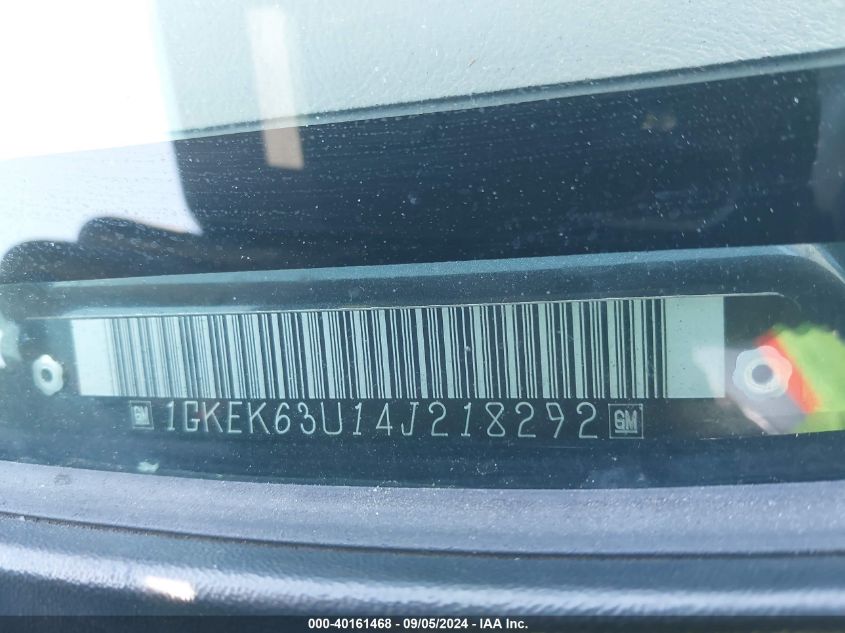 GM 1GKEK63U14J218292 GM
000-40161468 - 09/05/2024 - IAA Inc.